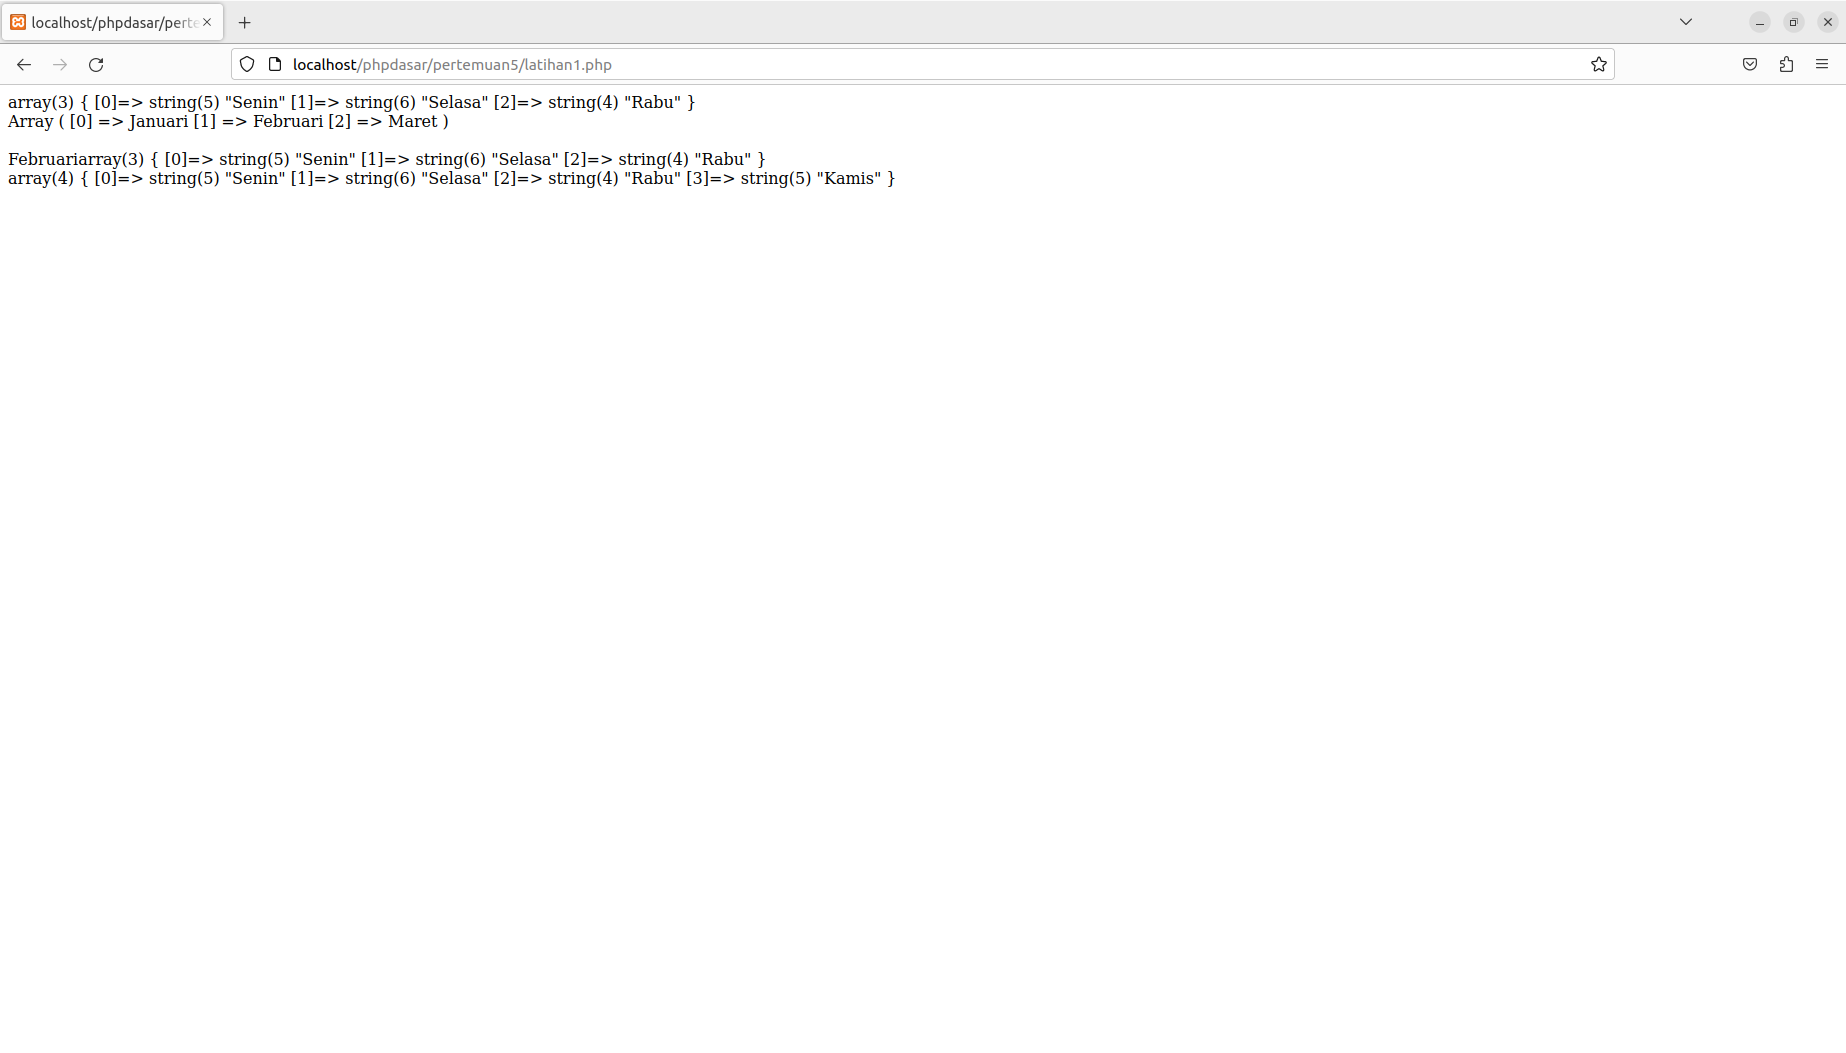 localhost/phpdasar/perte
localhost/phpdasar/pertemuan5/latihan1.php
array(3) { [0]=> string(5) "Senin" [1]=> string(6) "Selasa" [2]=> string(4) "Rabu" }
Array ( [0] => Januari [1] => Februari [2] => Maret )
Februariarray(3) { [0]=> string(5) "Senin" [1]=> string(6) "Selasa" [2]=> string(4) "Rabu" }
array(4) { [0]=> string(5) "Senin" [1]=> string(6) "Selasa" [2]=> string(4) "Rabu" [3]=> string(5) "Kamis" }